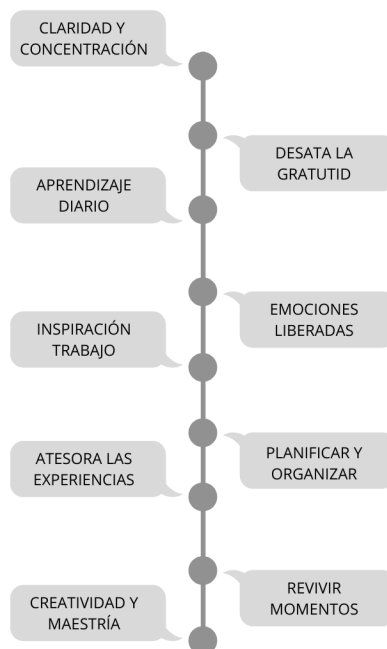 CLARIDAD Y
CONCENTRACIÓN
DESATA LA
GRATUTID
APRENDIZAJE
DIARIO
EMOCIONES
LIBERADAS
INSPIRACIÓN
TRABAJO
PLANIFICAR Y
ORGANIZAR
ATESORA LAS
EXPERIENCIAS
REVIVIR
MOMENTOS
CREATIVIDAD Y
MAESTRÍA